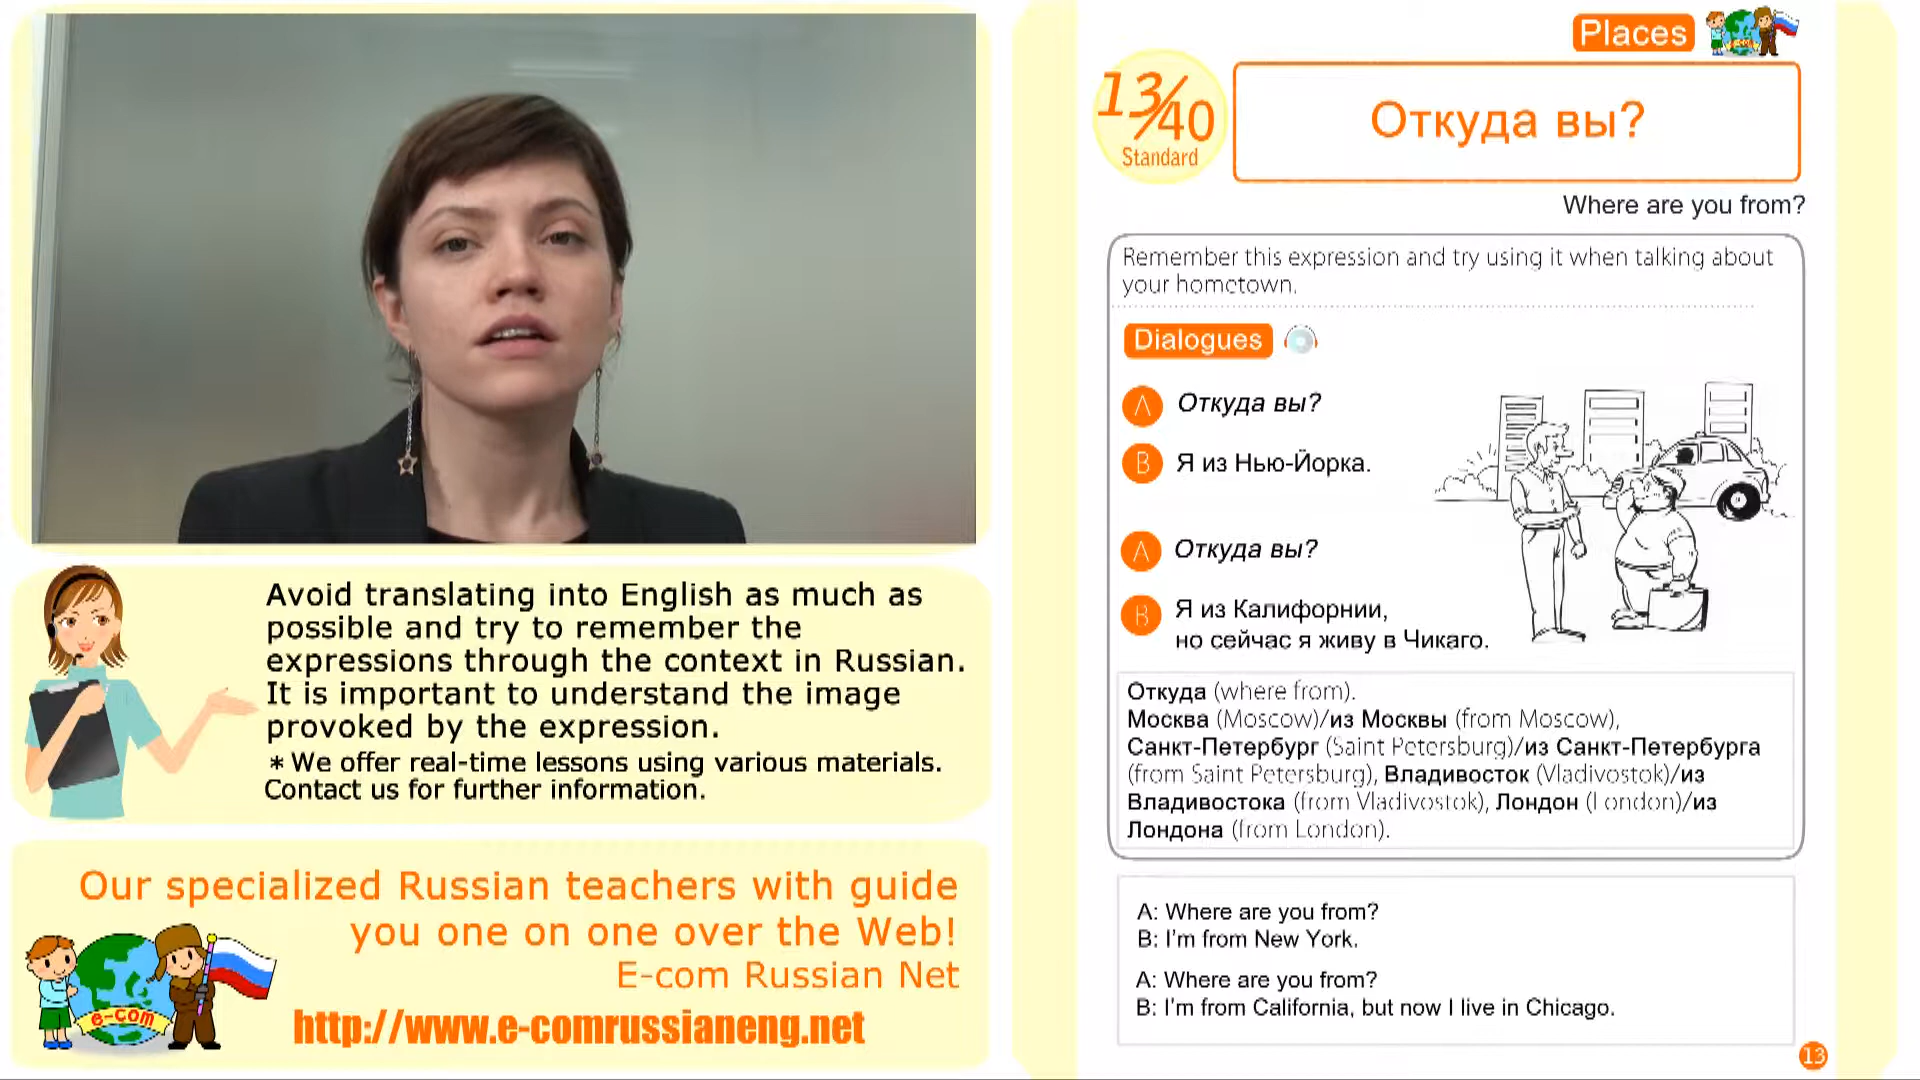 Places
13/40
Standard
Откуда вы?
Where are you from?
Remember this expression and try using it when talking about
your hometown.
Dialogues
A Откуда вы?
B Я из Нью-Йорка.
A Откуда вы?
B Я из Калифорнии,
но сейчас я живу в Чикаго.
Откуда (where from).
Москва (Moscow)/из Москвы (from Moscow),
Санкт-Петербург (Saint Petersburg)/из Санкт-Петербурга
(from Saint Petersburg), Владивосток (Vladivostok)/из
Владивостока (from Vladivostok), Лондон (London)/из
Лондона (from London).
A: Where are you from?
B: I'm from New York.
A: Where are you from?
B: I'm from California, but now I live in Chicago.
13
Avoid translating into English as much as
possible and try to remember the
expressions through the context in Russian.
It is important to understand the image
provoked by the expression.
* We offer real-time lessons using various materials.
Contact us for further information.
Our specialized Russian teachers with guide
you one on one over the Web!
E-com Russian Net
http://www.e-comrussianeng.net
e-com